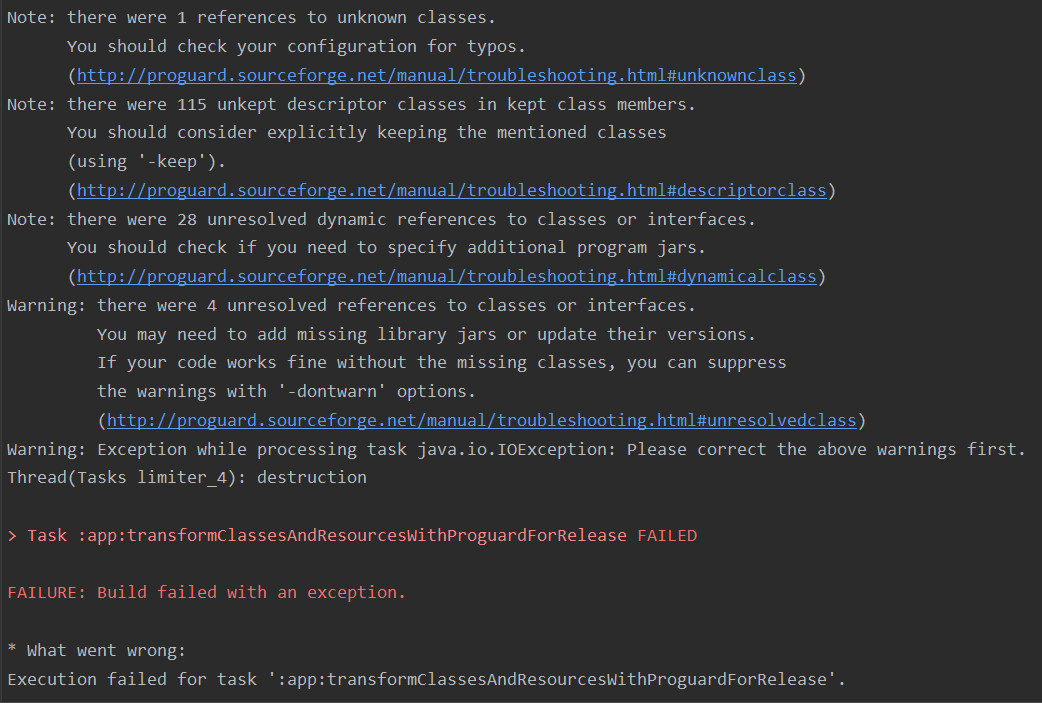 Note: there were 1 references to unknown classes.
You should check your configuration for typos.
(http://proguard.sourceforge.net/manual/troubleshooting.html#unknownclass)
Note: there were 115 unkept descriptor classes in kept class members.
You should consider explicitly keeping the mentioned classes
(using '-keep').
(http://proguard.sourceforge.net/manual/troubleshooting.html#descriptorclass)
Note: there were 28 unresolved dynamic references to classes or interfaces.
You should check if you need to specify additional program jars.
(http://proguard.sourceforge.net/manual/troubleshooting.html#dynamicalclass)
Warning: there were 4 unresolved references to classes or interfaces.
You may need to add missing library jars or update their versions.
If your code works fine without the missing classes, you can suppress
the warnings with '-dontwarn' options.
(http://proguard.sourceforge.net/manual/troubleshooting.html#unresolvedclass)
Warning: Exception while processing task java.io.IOException: Please correct the above warnings first.
Thread(Tasks limiter_4): destruction
> Task :app:transformClassesAndResourcesWithProguardForRelease FAILED
FAILURE: Build failed with an exception.
* What went wrong:
Execution failed for task ':app:transformClassesAndResourcesWithProguardForRelease'.